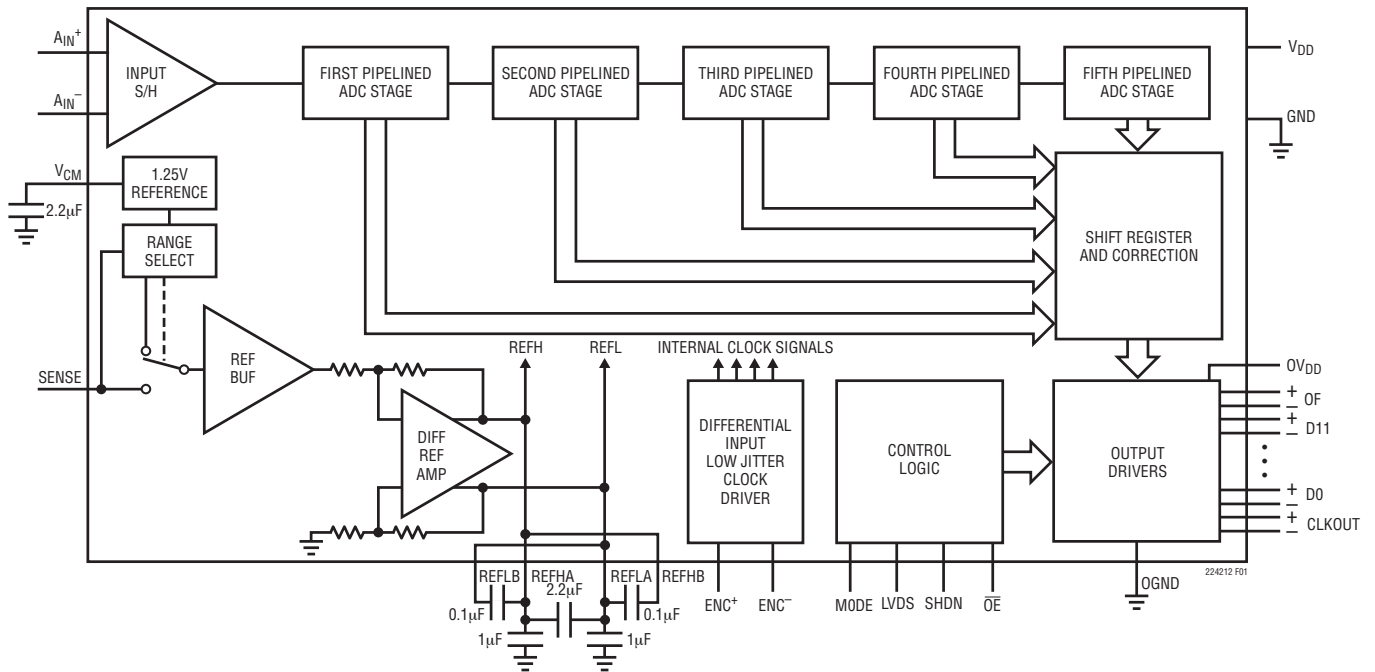 AIN+
AIN−
INPUT
S/H
FIRST PIPELINED
ADC STAGE
SECOND PIPELINED
ADC STAGE
THIRD PIPELINED
ADC STAGE
FOURTH PIPELINED
ADC STAGE
FIFTH PIPELINED
ADC STAGE
VDD
GND
VCM
2.2µF
1.25V
REFERENCE
RANGE
SELECT
SHIFT REGISTER
AND CORRECTION
SENSE
REF
BUF
DIFF
REF
AMP
REFH
REFL
INTERNAL CLOCK SIGNALS
DIFFERENTIAL
INPUT
LOW JITTER
CLOCK
DRIVER
CONTROL
LOGIC
OUTPUT
DRIVERS
OVDD
+
− OF
+
− D11
+
− D0
+
− CLKOUT
REFLB
REFHA
REFLA
REFHB
2.2µF
0.1µF
0.1µF
1µF
1µF
ENC+
ENC−
MODE
LVDS
SHDN
OE
OGND
224212 F01